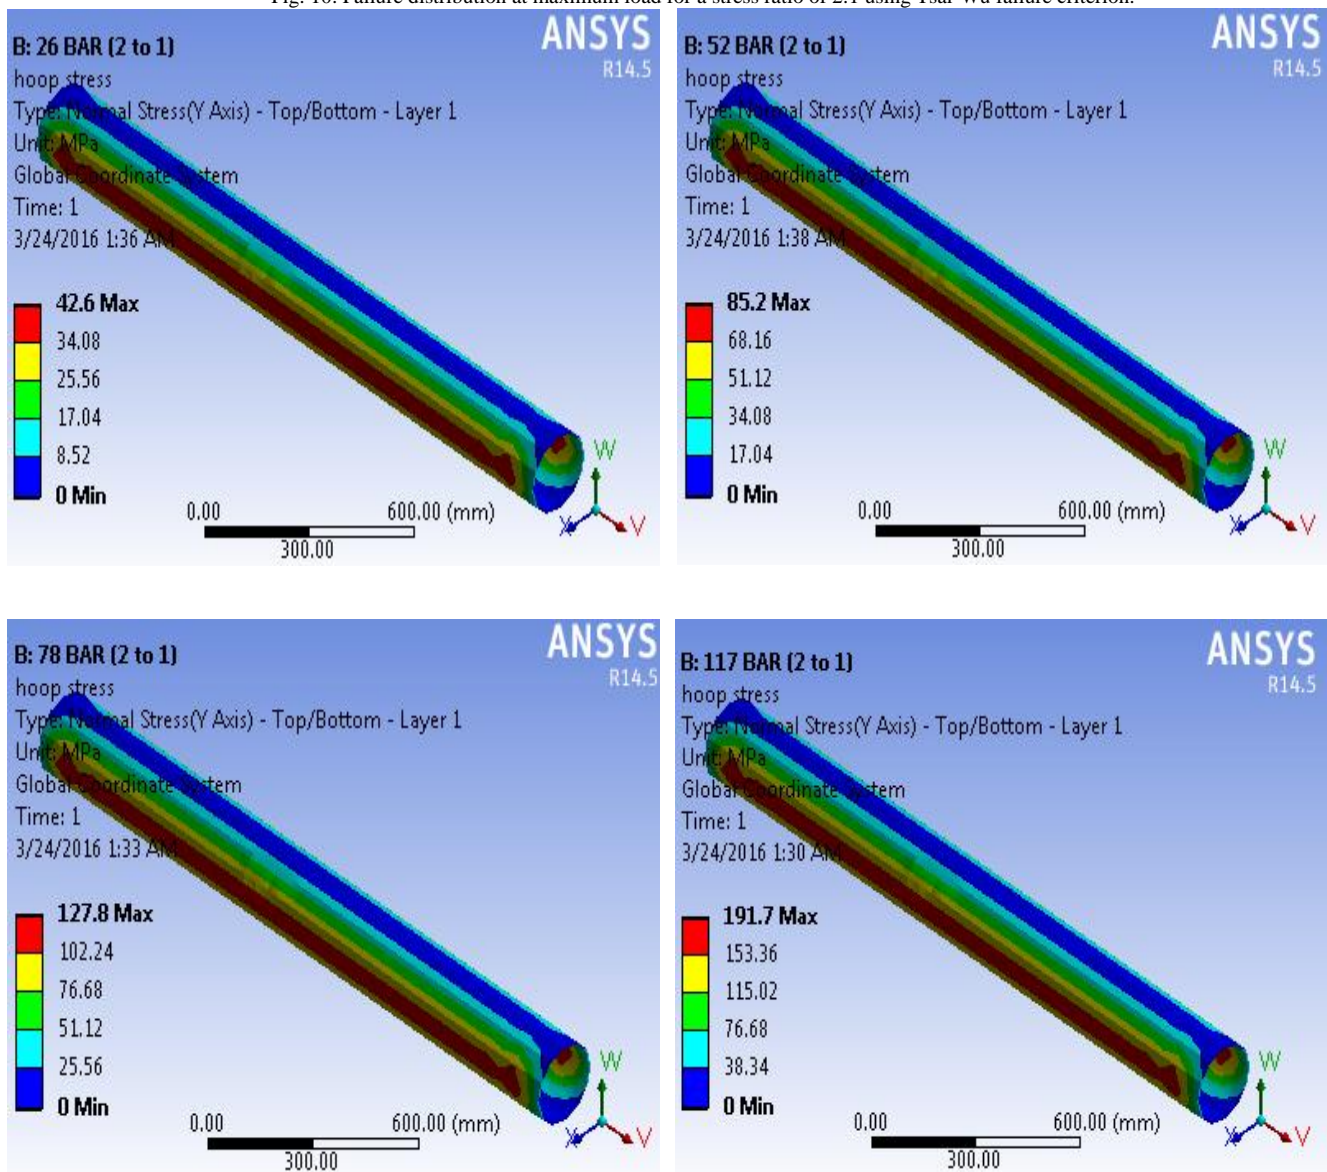 Fig. 10: Failure distribution at maximum load for a stress ratio of 2:1 using Tsai-Wu failure criterion.
B: 26 BAR (2 to 1)
hoop stress
Type: Normal Stress(Y Axis) - Top/Bottom - Layer 1
Unit: MPa
Global Coordinate System
Time: 1
3/24/2016 1:36 AM
ANSYS
R14.5
42.6 Max
34.08
25.56
17.04
8.52
0 Min
0.00 600.00 (mm)
300.00
W
X V
B: 52 BAR (2 to 1)
hoop stress
Type: Normal Stress(Y Axis) - Top/Bottom - Layer 1
Unit: MPa
Global Coordinate System
Time: 1
3/24/2016 1:38 AM
ANSYS
R14.5
85.2 Max
68.16
51.12
34.08
17.04
0 Min
0.00 600.00 (mm)
300.00
W
X V
B: 78 BAR (2 to 1)
hoop stress
Type: Normal Stress(Y Axis) - Top/Bottom - Layer 1
Unit: MPa
Global Coordinate System
Time: 1
3/24/2016 1:33 AM
ANSYS
R14.5
127.8 Max
102.24
76.68
51.12
25.56
0 Min
0.00 600.00 (mm)
300.00
W
X V
B: 117 BAR (2 to 1)
hoop stress
Type: Normal Stress(Y Axis) - Top/Bottom - Layer 1
Unit: MPa
Global Coordinate System
Time: 1
3/24/2016 1:30 AM
ANSYS
R14.5
191.7 Max
153.36
115.02
76.68
38.34
0 Min
0.00 600.00 (mm)
300.00
W
X V